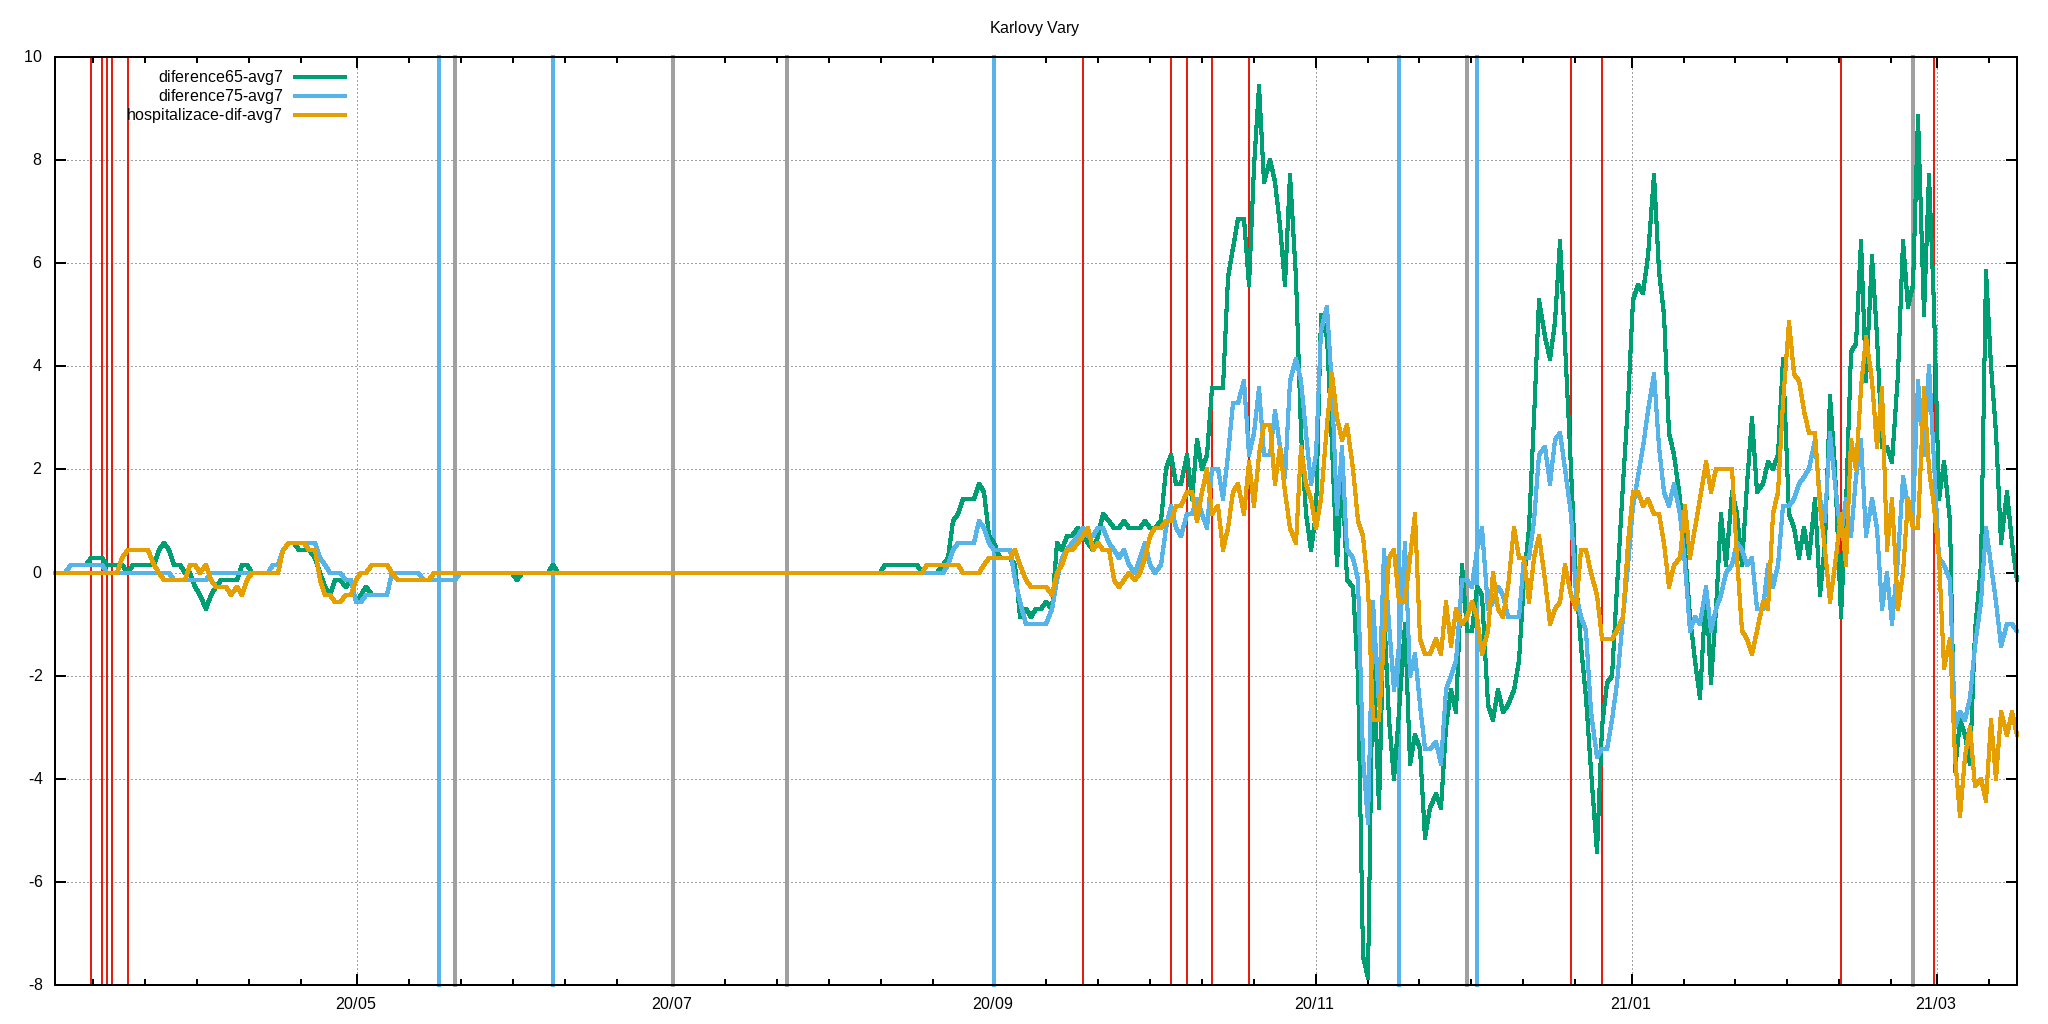 Karlovy Vary
10
diference65-avg7
diference75-avg7
hospitalizace-dif-avg7
8
6
4
2
0
-2
-4
-6
-8
20/05 20/07 20/09 20/11 21/01 21/03